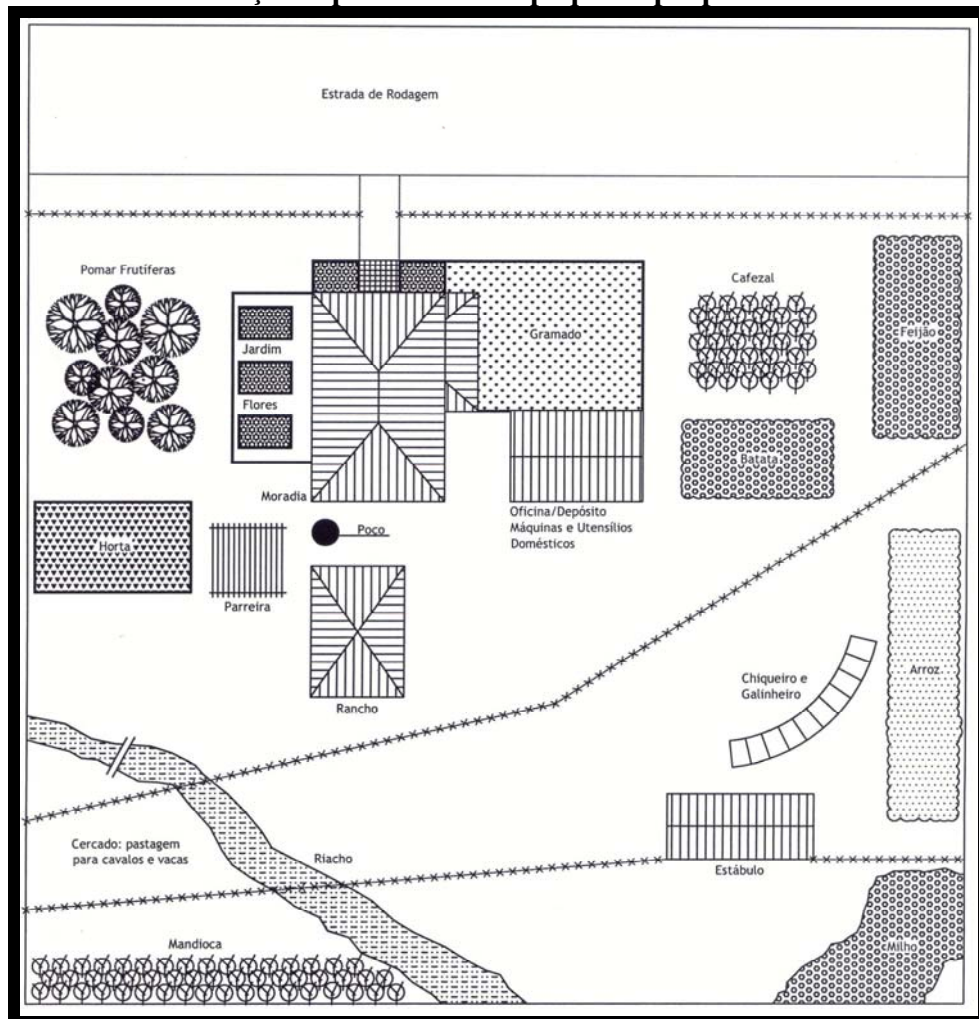 Estrada de Rodagem
Pomar Frutíferas
Cafezal
Feijão
Gramado
Jardim
Flores
Batata
Moradia
Oficina/Depósito
Máquinas e Utensílios
Domésticos
Poço
Horta
Parreira
Rancho
Chiqueiro e
Galinheiro
Arroz
Cercado: pastagem
para cavalos e vacas
Riacho
Estábulo
Mandioca
Milho